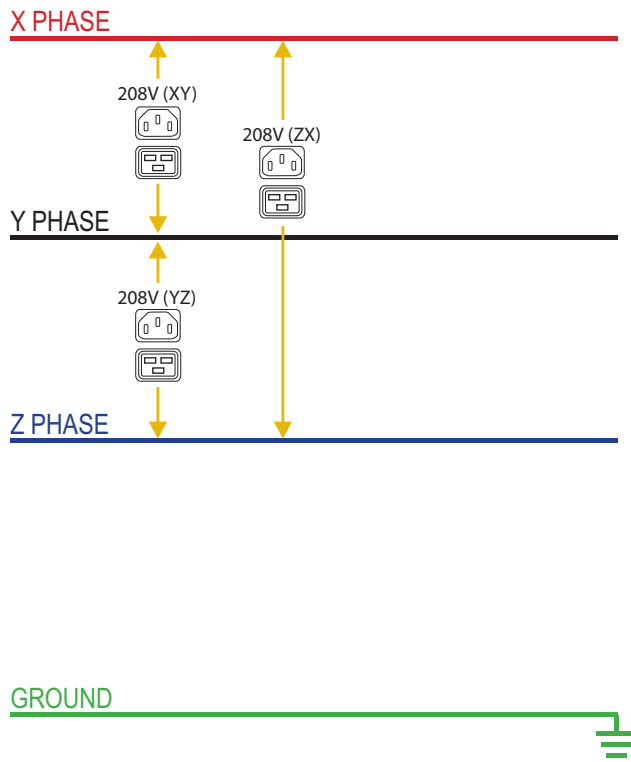 X PHASE
208V (XY)
208V (ZX)
Y PHASE
208V (YZ)
Z PHASE
GROUND